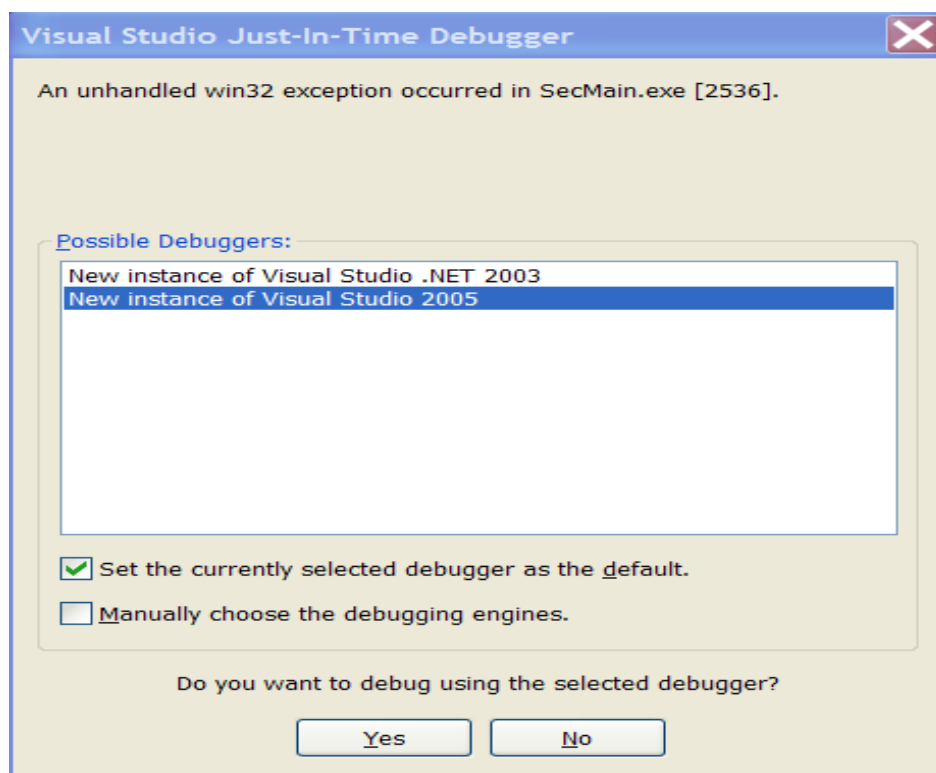 Visual Studio Just-In-Time Debugger
An unhandled win32 exception occurred in SecMain.exe [2536].
Possible Debuggers:
New instance of Visual Studio .NET 2003
New instance of Visual Studio 2005
Set the currently selected debugger as the default.
Manually choose the debugging engines.
Do you want to debug using the selected debugger?
Yes
No